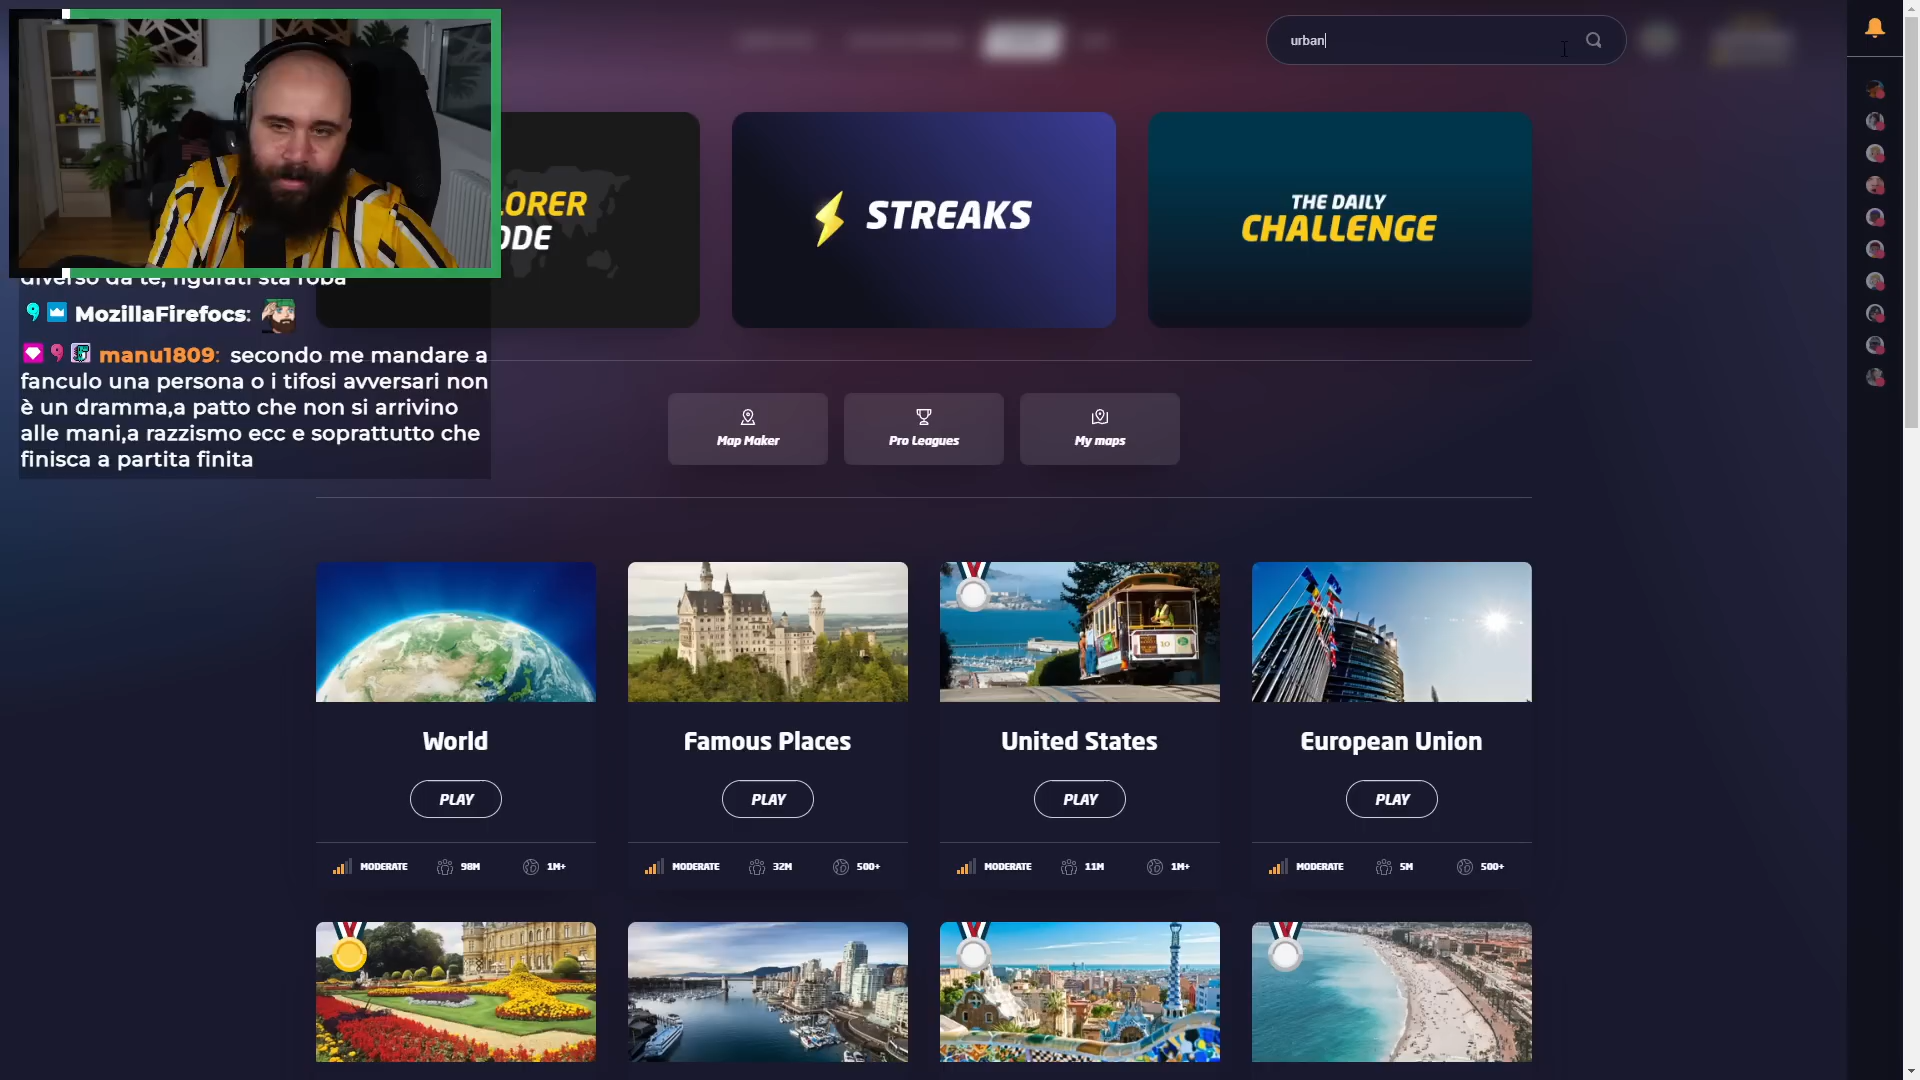 urban
LORER
ODE
STREAKS
THE DAILY
CHALLENGE
diverso da te, figurati sta roba
MozillaFirefocs:
manu1809: secondo me mandare a
fanculo una persona o i tifosi avversari non
è un dramma,a patto che non si arrivino
alle mani,a razzismo ecc e soprattutto che
finisca a partita finita
Map Maker
Pro Leagues
My maps
World
Famous Places
United States
European Union
PLAY
PLAY
PLAY
PLAY
MODERATE 98M 1M+
MODERATE 32M 500+
MODERATE 11M 1M+
MODERATE 5M 500+